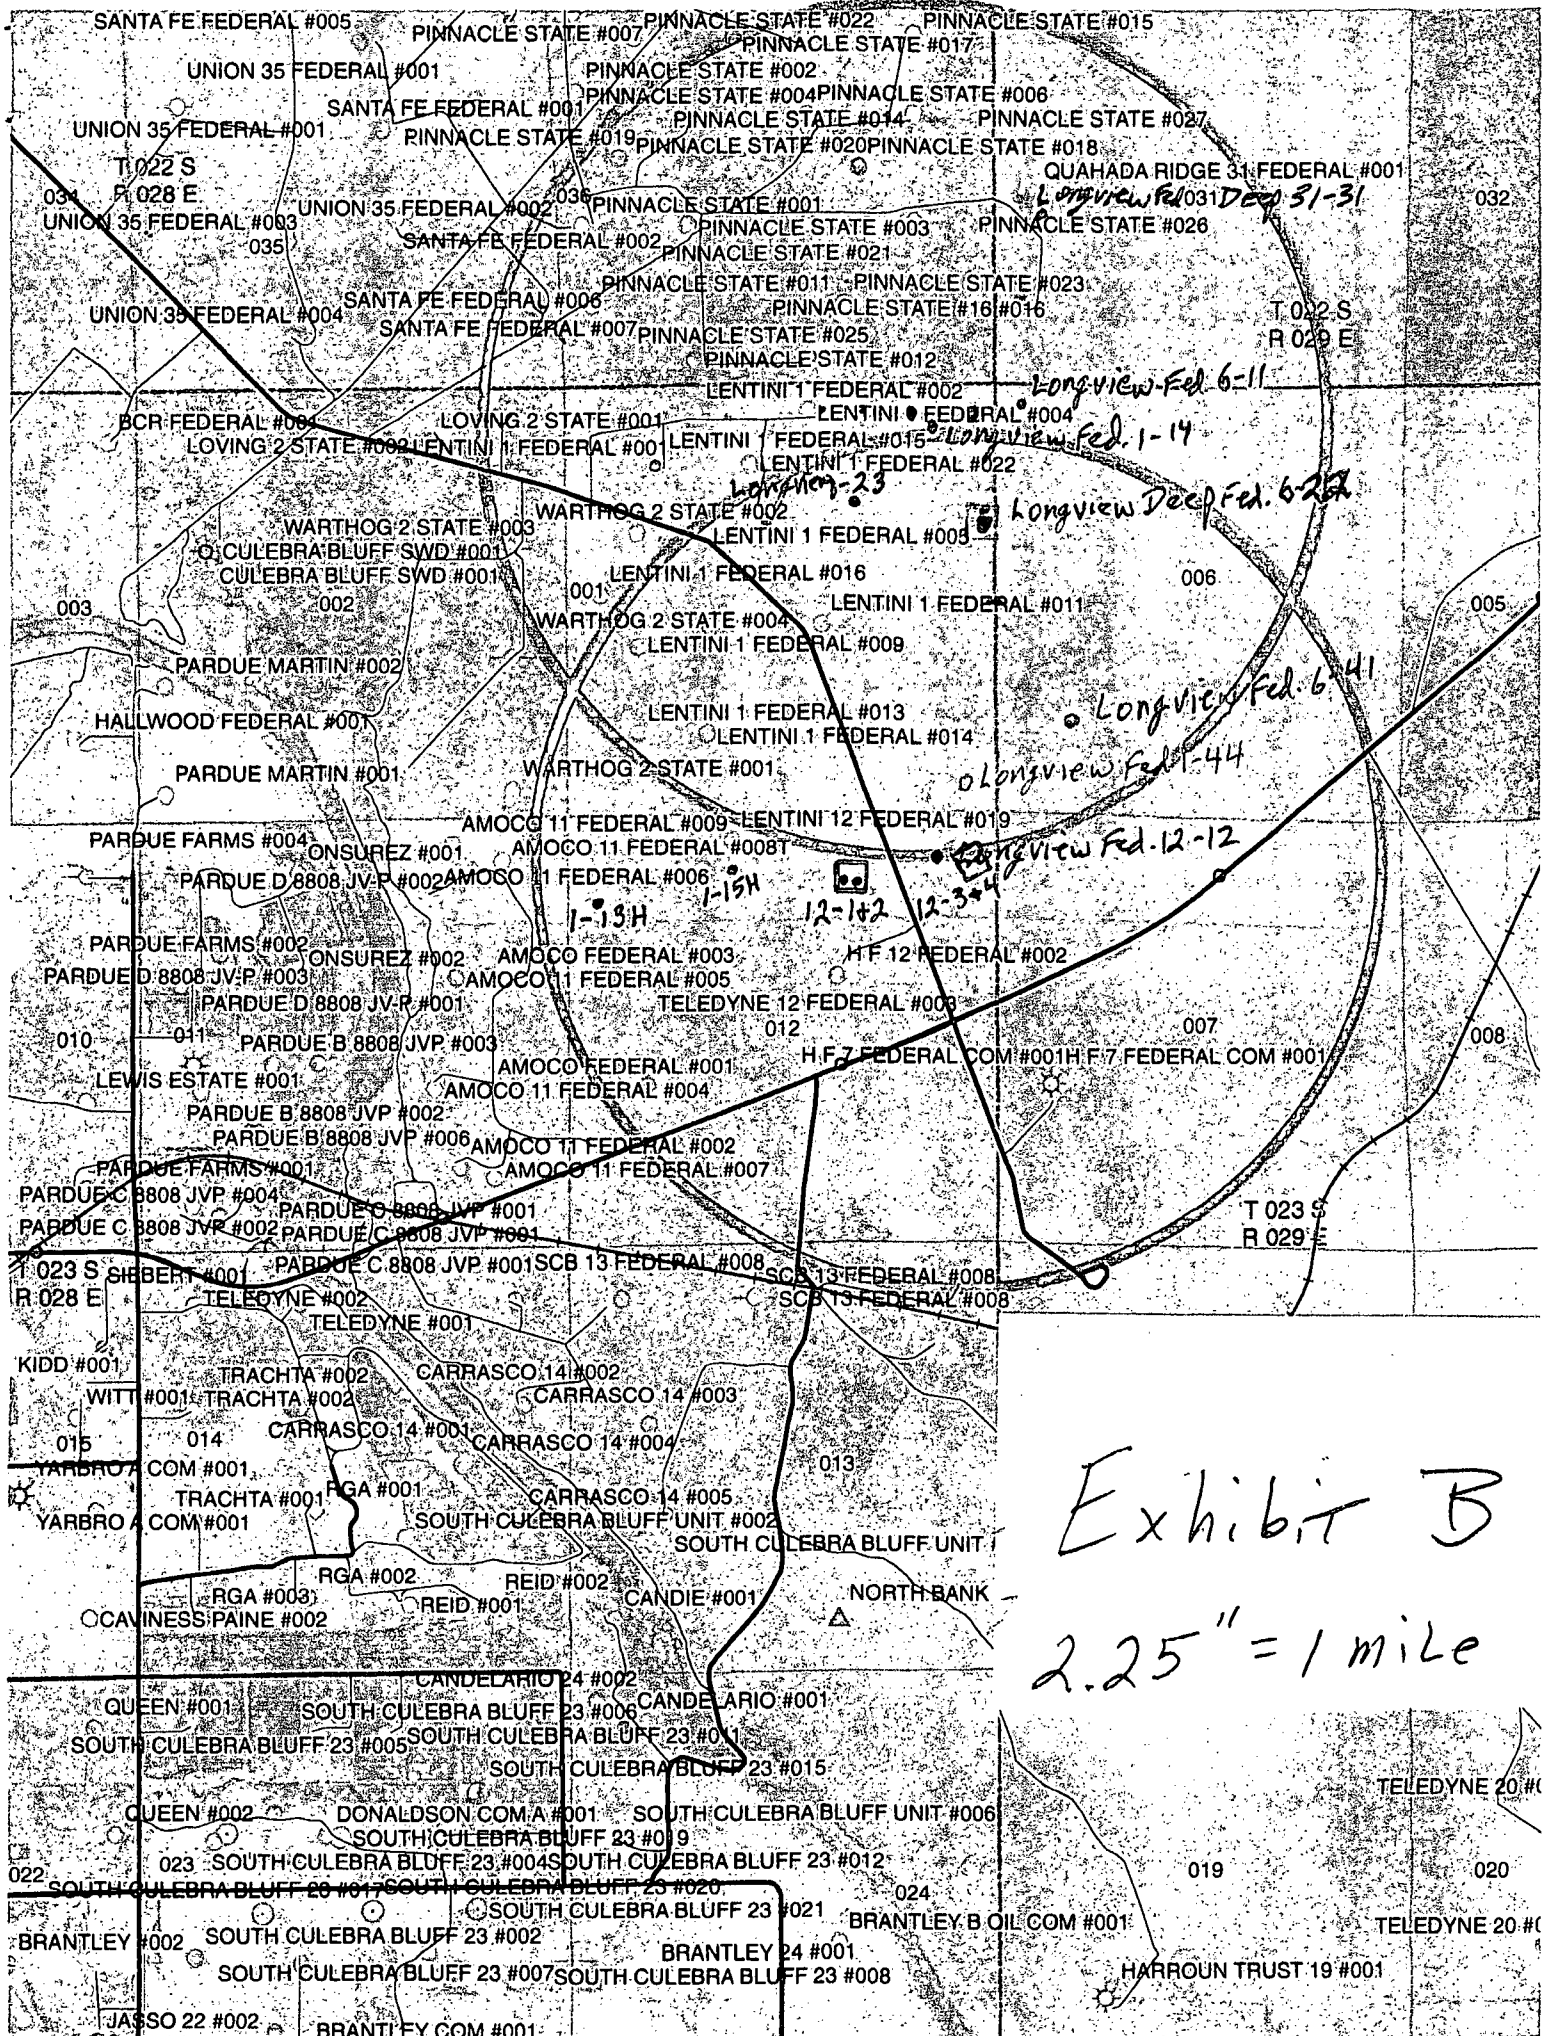 SANTA FE FEDERAL #005
PINNACLE STATE #007
PINNACLE STATE #022
PINNACLE STATE #015
PINNACLE STATE #017
UNION 35 FEDERAL #001
PINNACLE STATE #002
SANTA FE FEDERAL #001
PINNACLE STATE #004
PINNACLE STATE #006
PINNACLE STATE #014
PINNACLE STATE #027
UNION 35 FEDERAL #001
PINNACLE STATE #019
PINNACLE STATE #020
PINNACLE STATE #018
T 022 S
R 028 E
QUAHADA RIDGE 31 FEDERAL #001
034
036
Longview Fed
031
Deep 31-31
032
UNION 35 FEDERAL #002
PINNACLE STATE #001
UNION 35 FEDERAL #003
PINNACLE STATE #003
PINNACLE STATE #026
035
SANTA FE FEDERAL #002
PINNACLE STATE #021
PINNACLE STATE #011
PINNACLE STATE #023
SANTA FE FEDERAL #006
PINNACLE STATE #16 #016
T 022 S
R 029 E
UNION 35 FEDERAL #004
SANTA FE FEDERAL #007
PINNACLE STATE #025
PINNACLE STATE #012
LENTINI 1 FEDERAL #002
Longview Fed 6-11
BCR FEDERAL #001
LOVING 2 STATE #001
LENTINI 1 FEDERAL #004
LOVING 2 STATE #002
LENTINI 1 FEDERAL #001
LENTINI 1 FEDERAL #015
Longview Fed. 1-14
LENTINI 1 FEDERAL #022
Longview-23
WARTHOG 2 STATE #002
Longview Deep Fed.
WARTHOG 2 STATE #003
LENTINI 1 FEDERAL #005
CULEBRA BLUFF SWD #001
CULEBRA BLUFF SWD #001
LENTINI 1 FEDERAL #016
001
006
003
002
LENTINI 1 FEDERAL #011
005
WARTHOG 2 STATE #004
LENTINI 1 FEDERAL #009
PARDUE MARTIN #002
Longview Fed. 6-41
HALLWOOD FEDERAL #001
LENTINI 1 FEDERAL #013
LENTINI 1 FEDERAL #014
PARDUE MARTIN #001
WARTHOG 2 STATE #001
Longview Fed 1-44
AMOCO 11 FEDERAL #009
LENTINI 12 FEDERAL #019
PARDUE FARMS #004
ONSUREZ #001
AMOCO 11 FEDERAL #008T
Longview Fed. 12-12
PARDUE D 8808 JV-P #002
AMOCO 11 FEDERAL #006
1-13H
1-15H
12-1+2
12-3+4
PARDUE FARMS #002
ONSUREZ #002
AMOCO FEDERAL #003
H F 12 FEDERAL #002
PARDUE D 8808 JV-P #003
AMOCO 11 FEDERAL #005
PARDUE D 8808 JV-P #001
TELEDYNE 12 FEDERAL #003
010
011
012
007
008
PARDUE B 8808 JVP #003
AMOCO FEDERAL #001
H F 7 FEDERAL COM #001
H F 7 FEDERAL COM #001
LEWIS ESTATE #001
AMOCO 11 FEDERAL #004
PARDUE B 8808 JVP #002
PARDUE B 8808 JVP #006
AMOCO 11 FEDERAL #002
PARDUE FARMS #001
AMOCO 11 FEDERAL #007
PARDUE C 8808 JVP #004
PARDUE C 8808 JVP #001
PARDUE C 8808 JVP #002
PARDUE C 8808 JVP #001
T 023 S
R 029 E
T 023 S
R 028 E
SIEBERT #001
PARDUE C 8808 JVP #001
SCB 13 FEDERAL #008
SCB 13 FEDERAL #008
TELEDYNE #002
SCB 13 FEDERAL #008
TELEDYNE #001
KIDD #001
TRACHTA #002
CARRASCO 14 #002
WITT #001
TRACHTA #002
CARRASCO 14 #003
015
014
CARRASCO 14 #001
CARRASCO 14 #004
YARBRO A COM #001
013
TRACHTA #001
RGA #001
CARRASCO 14 #005
YARBRO A COM #001
SOUTH CULEBRA BLUFF UNIT #002
SOUTH CULEBRA BLUFF UNIT
Exhibit B
RGA #002
REID #002
RGA #003
REID #001
CANDIE #001
NORTH BANK
CAVINESS PAINE #002
2.25" = 1 mile
CANDELARIO 24 #002
QUEEN #001
SOUTH CULEBRA BLUFF 23 #006
CANDELARIO #001
SOUTH CULEBRA BLUFF 23 #005
SOUTH CULEBRA BLUFF 23 #011
SOUTH CULEBRA BLUFF 23 #015
TELEDYNE 20 #0
QUEEN #002
DONALDSON COM A #001
SOUTH CULEBRA BLUFF UNIT #006
SOUTH CULEBRA BLUFF 23 #019
022
023
SOUTH CULEBRA BLUFF 23 #004
SOUTH CULEBRA BLUFF 23 #012
019
020
SOUTH CULEBRA BLUFF 23 #017
SOUTH CULEBRA BLUFF 23 #020
024
SOUTH CULEBRA BLUFF 23 #021
BRANTLEY B OIL COM #001
TELEDYNE 20 #0
BRANTLEY #002
SOUTH CULEBRA BLUFF 23 #002
BRANTLEY 24 #001
SOUTH CULEBRA BLUFF 23 #007
SOUTH CULEBRA BLUFF 23 #008
HARROUN TRUST 19 #001
JASSO 22 #002
BRANTLEY COM #001